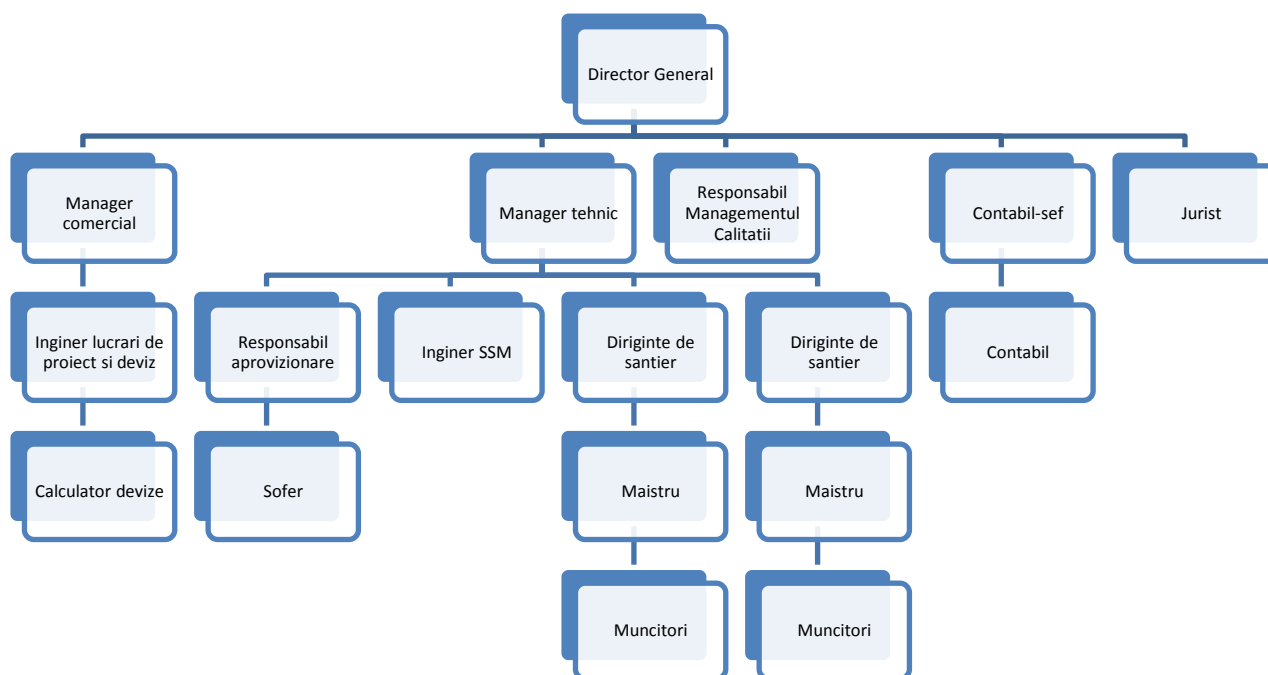 Director General
Manager
comercial
Manager tehnic
Responsabil
Managementul
Calitatii
Contabil-sef
Jurist
Inginer lucrari de
proiect si deviz
Responsabil
aprovizionare
Inginer SSM
Diriginte de
santier
Diriginte de
santier
Contabil
Calculator devize
Sofer
Maistru
Maistru
Muncitori
Muncitori